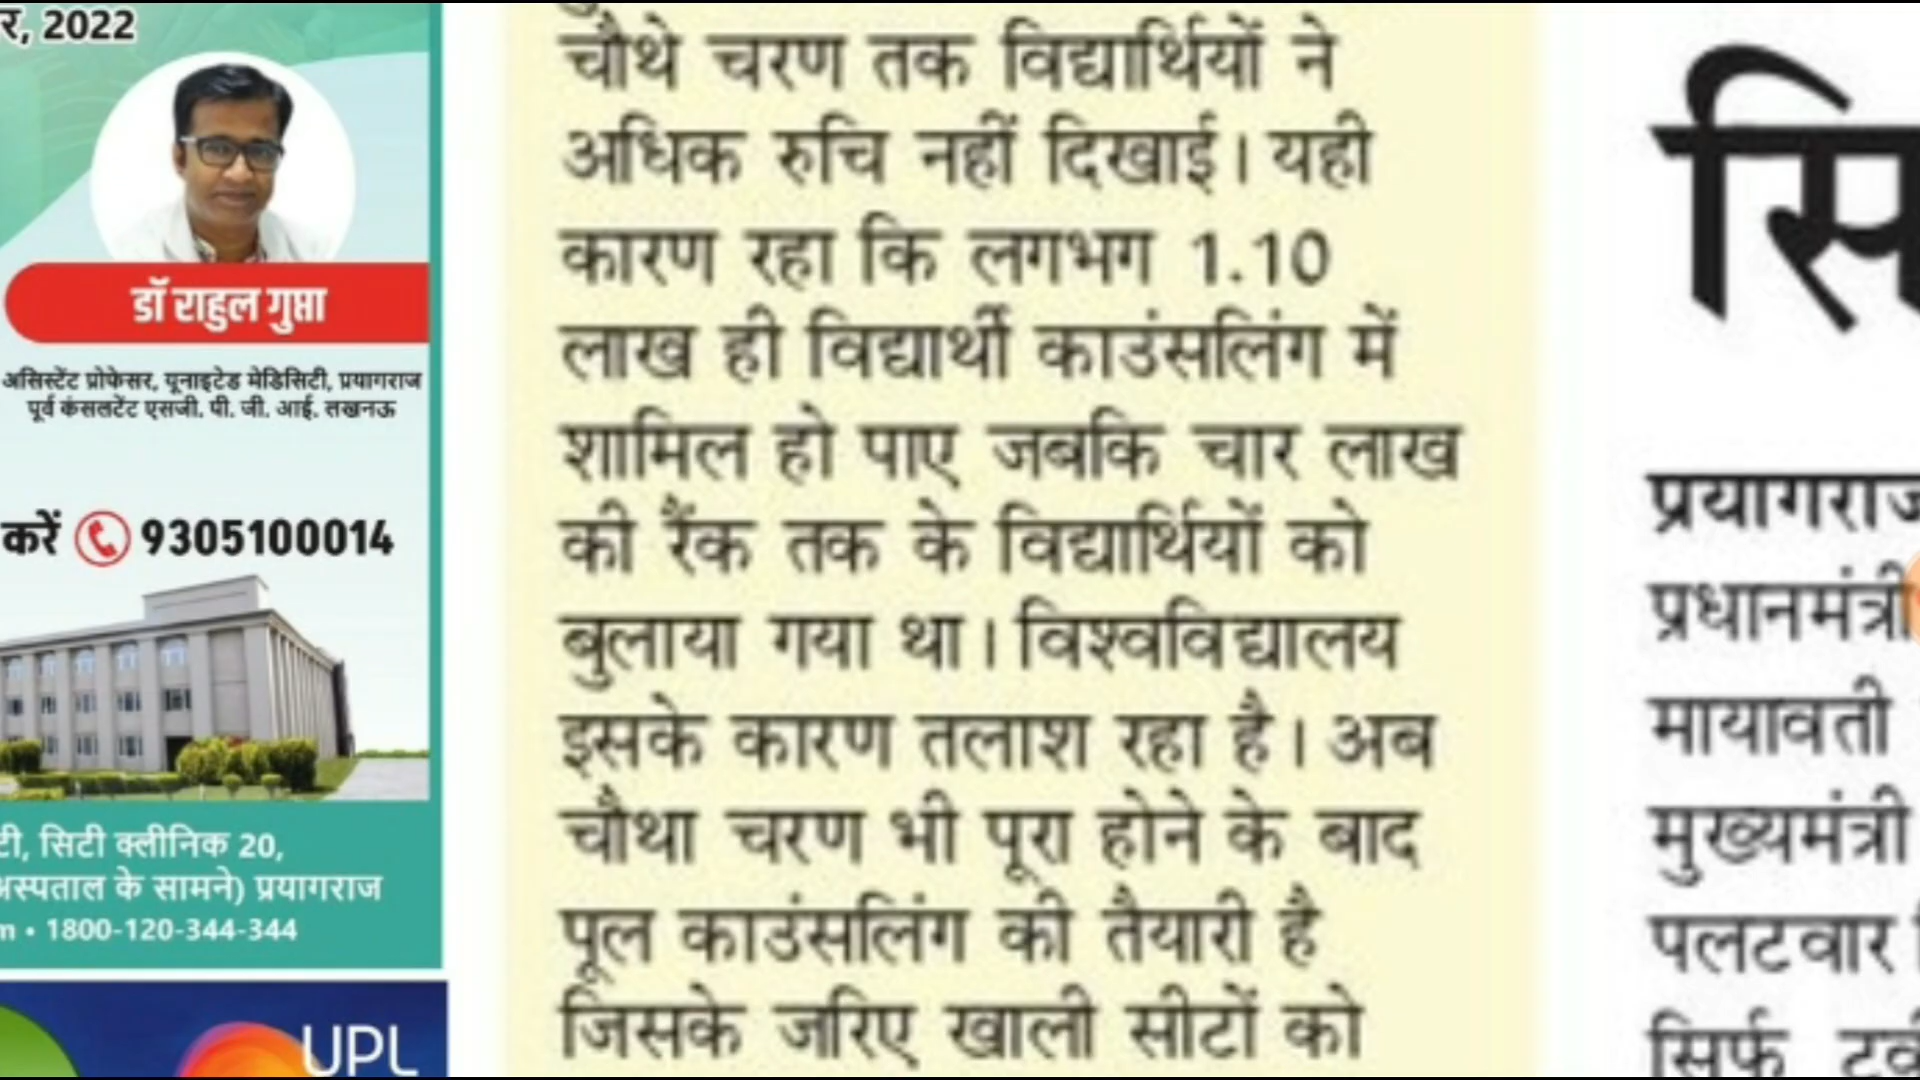 र, 2022
डॉ राहुल गुप्ता
असिस्टेंट प्रोफेसर, यूनाइटेड मेडिसिटी, प्रयागराज
पूर्व कंसलटेंट एसजी. पी. जी. आई. लखनऊ
करें 9305100014
टी, सिटी क्लीनिक 20,
अस्पताल के सामने) प्रयागराज
m • 1800-120-344-344
UPL
चौथे चरण तक विद्यार्थियों ने
अधिक रुचि नहीं दिखाई। यही
कारण रहा कि लगभग 1.10
लाख ही विद्यार्थी काउंसलिंग में
शामिल हो पाए जबकि चार लाख
की रैंक तक के विद्यार्थियों को
बुलाया गया था। विश्वविद्यालय
इसके कारण तलाश रहा है। अब
चौथा चरण भी पूरा होने के बाद
पूल काउंसलिंग की तैयारी है
जिसके जरिए खाली सीटों को
प्रयागराज
प्रधानमंत्री
मायावती
मुख्यमंत्री
पलटवार
सिर्फ